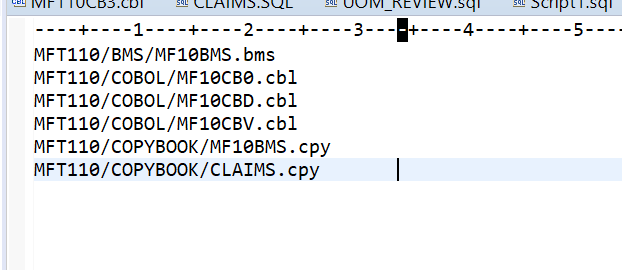 MFT110CB3.cbl CLAIMS.SQL UOM_REVIEW.sql Script1.sql
----+----1----+----2----+----3----+----4----+----5----
MFT110/BMS/MF10BMS.bms
MFT110/COBOL/MF10CB0.cbl
MFT110/COBOL/MF10CBD.cbl
MFT110/COBOL/MF10CBV.cbl
MFT110/COPYBOOK/MF10BMS.cpy
MFT110/COPYBOOK/CLAIMS.cpy